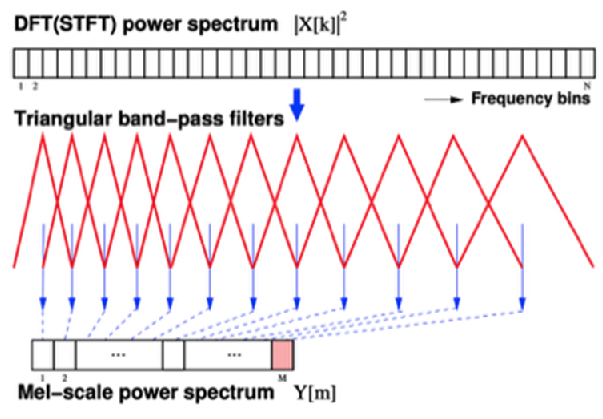 DFT(STFT) power spectrum |X[k]|²
1 2 N
Frequency bins
Triangular band-pass filters
... ...
1 2 M
Mel-scale power spectrum Y[m]